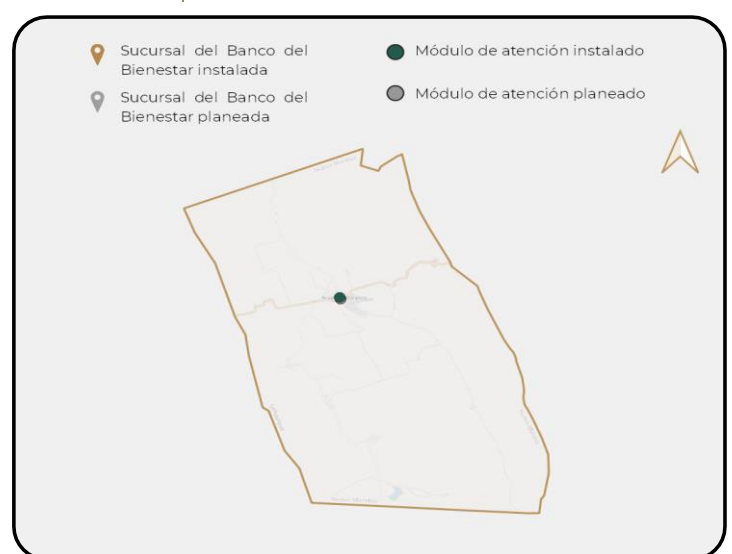 Sucursal del Banco del
Bienestar instalada
Sucursal del Banco del
Bienestar planeada
Módulo de atención instalado
Módulo de atención planeado